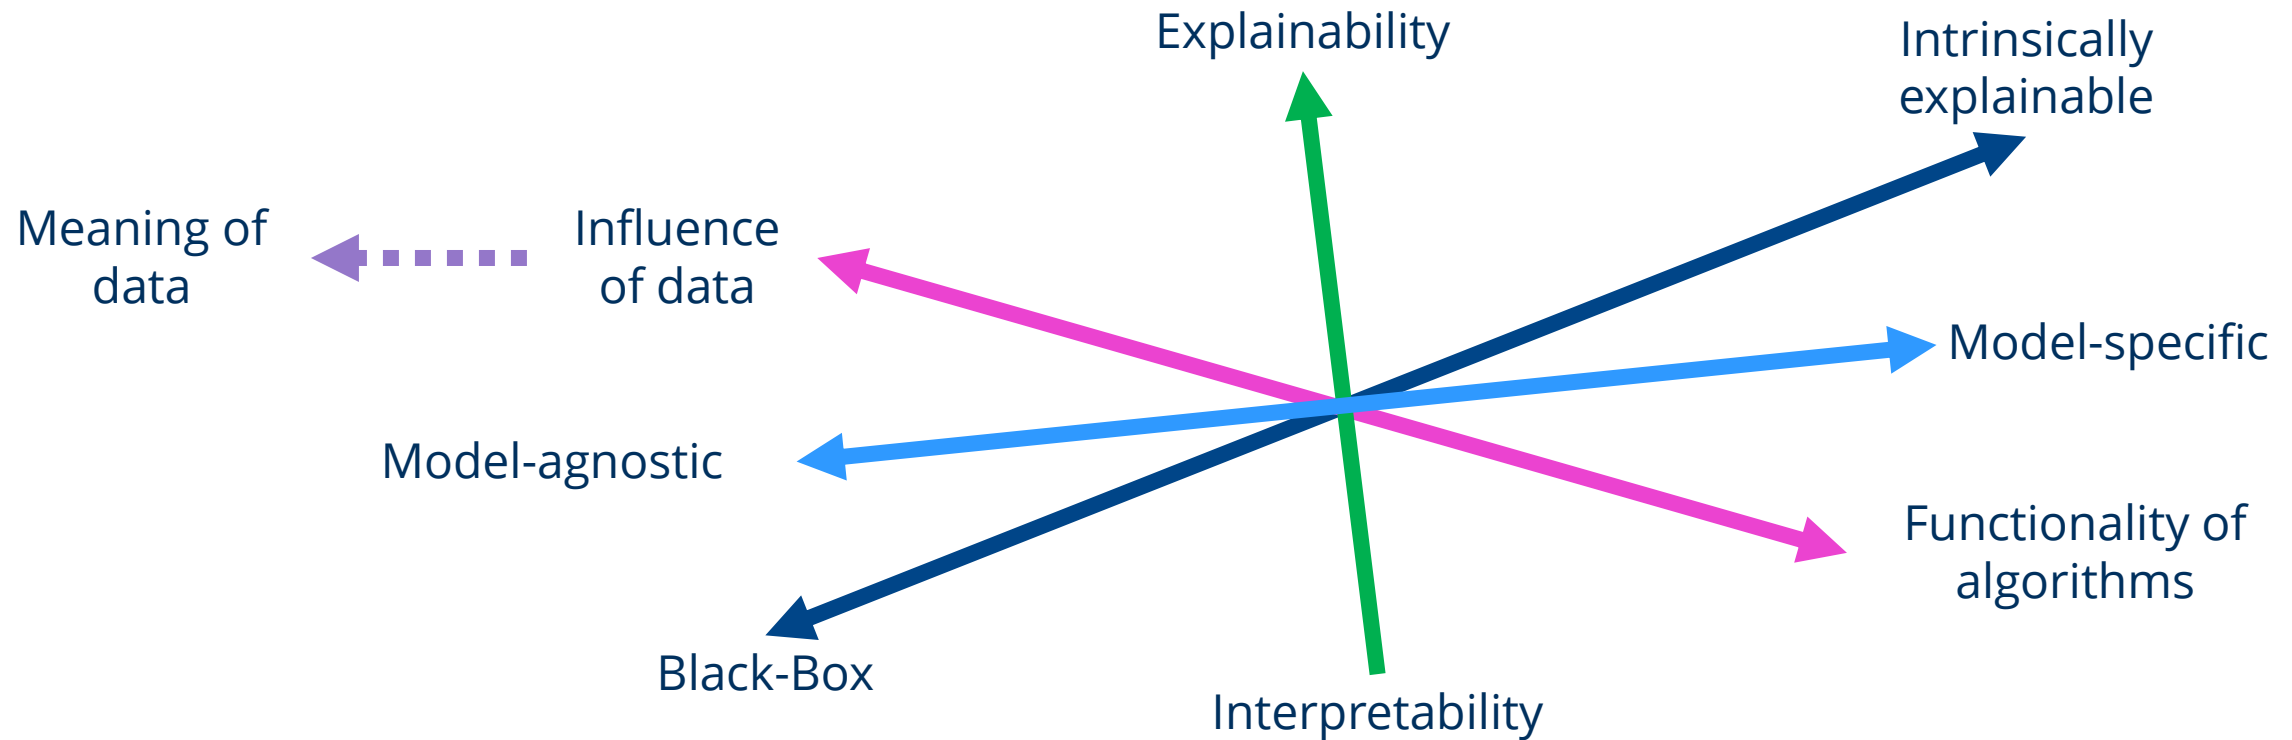 Explainability
Intrinsically
explainable
Meaning of
data
Influence
of data
Model-specific
Model-agnostic
Functionality of
algorithms
Black-Box
Interpretability